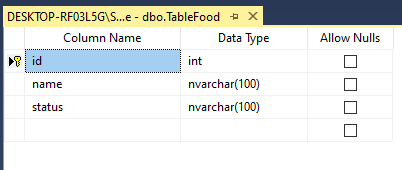 DESKTOP-RF03L5G\S...e - dbo.TableFood
Column Name Data Type Allow Nulls
id int
name nvarchar(100)
status nvarchar(100)